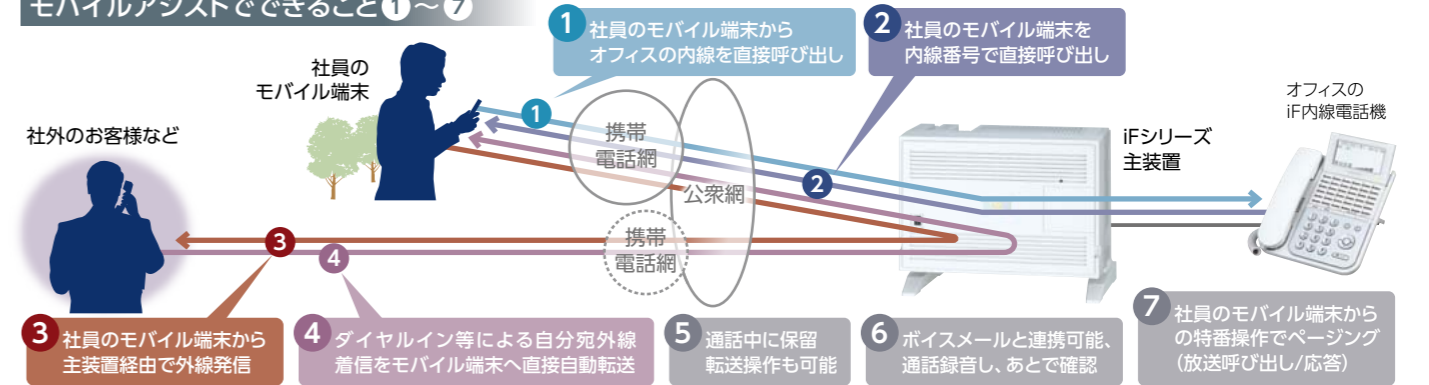 モバイルアシストでできること❶〜❼
1 社員のモバイル端末から
オフィスの内線を直接呼び出し
2 社員のモバイル端末を
内線番号で直接呼び出し
社員の
モバイル端末
オフィスの
iF内線電話機
社外のお客様など
1
携帯
電話網
iFシリーズ
主装置
2
公衆網
3
携帯
電話網
4
3 社員のモバイル端末から
主装置経由で外線発信
4 ダイヤルイン等による自分宛外線
着信をモバイル端末へ直接自動転送
5 通話中に保留
転送操作も可能
6 ボイスメールと連携可能、
通話録音し、あとで確認
7 社員のモバイル端末から
の特番操作でページング
（放送呼び出し/応答）